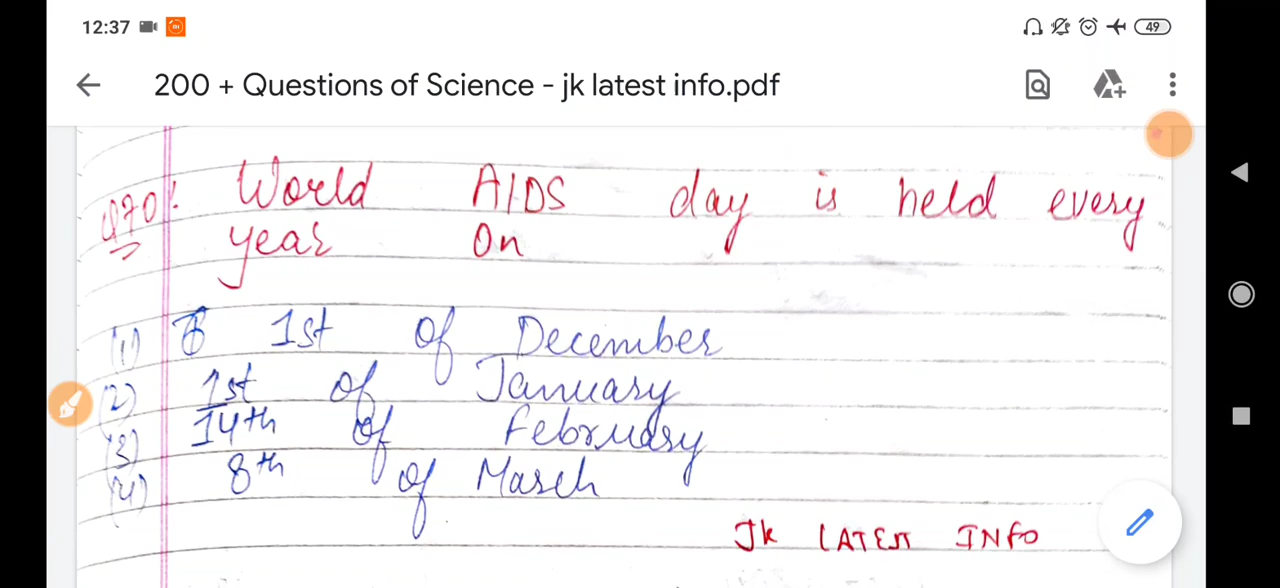 12:37
49
200 + Questions of Science - jk latest info.pdf
Q70: World AIDS day is held every
year on
(1) 1st of December
(2) 1st of January
(3) 14th of February
(4) 8th of March
Jk LATEST INFO